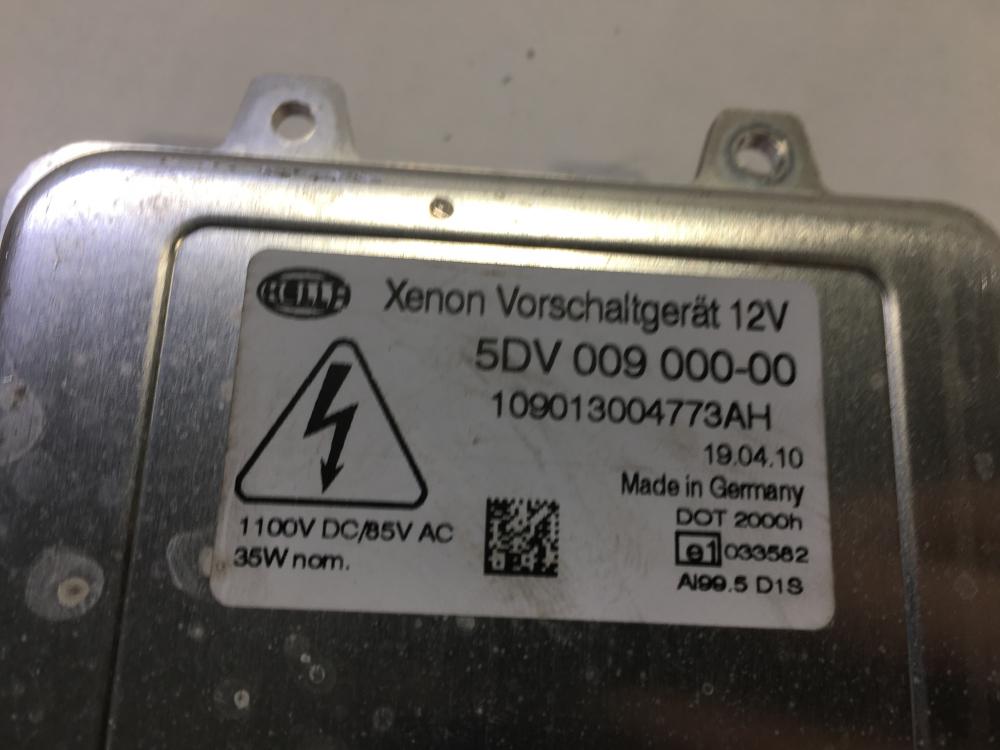 HELLA
Xenon Vorschaltgerät 12V
5DV 009 000-00
109013004773AH
19.04.10
Made in Germany
DOT 2000h
e1 033582
1100V DC/85V AC
35W nom.
Al99.5 D1S